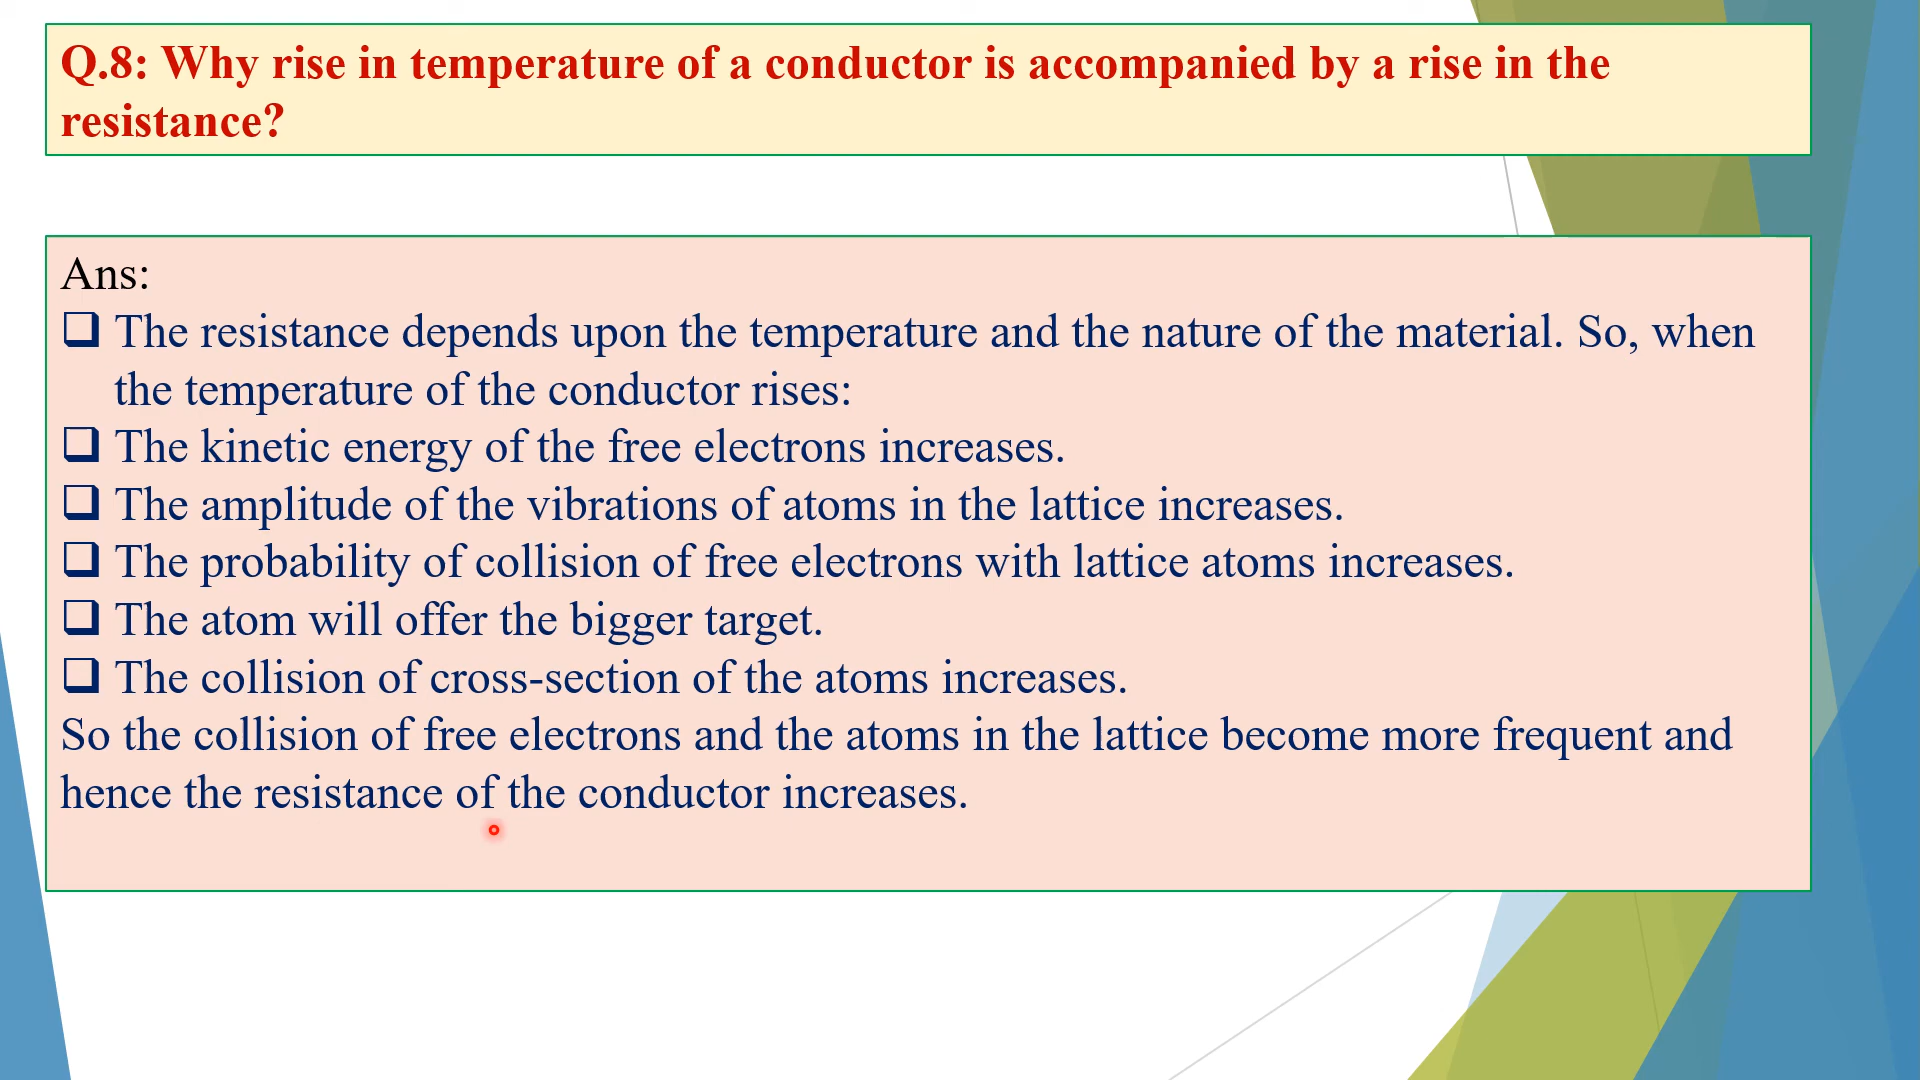 Q.8: Why rise in temperature of a conductor is accompanied by a rise in the
resistance?
Ans:
❑ The resistance depends upon the temperature and the nature of the material. So, when
the temperature of the conductor rises:
❑ The kinetic energy of the free electrons increases.
❑ The amplitude of the vibrations of atoms in the lattice increases.
❑ The probability of collision of free electrons with lattice atoms increases.
❑ The atom will offer the bigger target.
❑ The collision of cross-section of the atoms increases.
So the collision of free electrons and the atoms in the lattice become more frequent and
hence the resistance of the conductor increases.